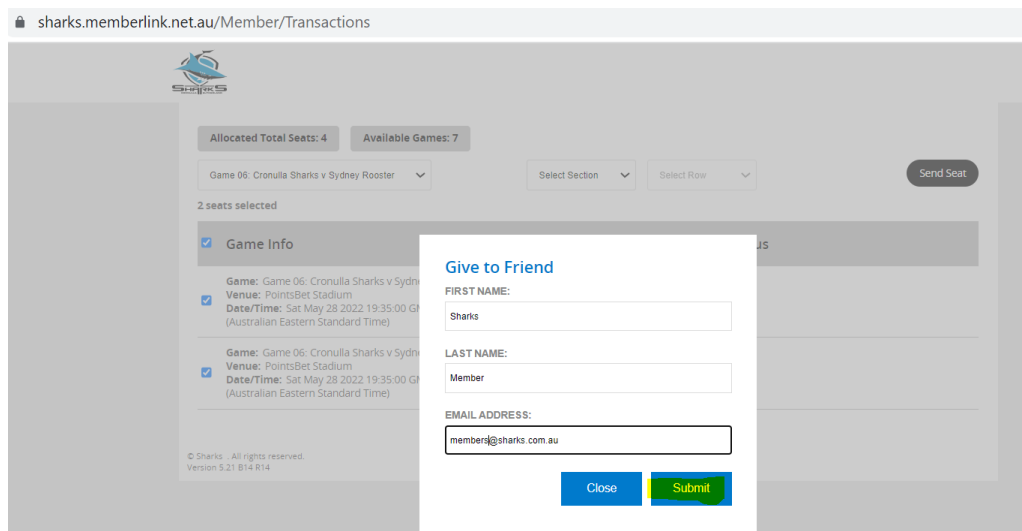 sharks.memberlink.net.au/Member/Transactions
SHARKS
Allocated Total Seats: 4 Available Games: 7
Game 06: Cronulla Sharks v Sydney Rooster Select Section Select Row Send Seat
2 seats selected
Game Info us
Game: Game 06: Cronulla Sharks v Sydn
Venue: PointsBet Stadium
Date/Time: Sat May 28 2022 19:35:00 GM
(Australian Eastern Standard Time)
Game: Game 06: Cronulla Sharks v Sydn
Venue: PointsBet Stadium
Date/Time: Sat May 28 2022 19:35:00 GM
(Australian Eastern Standard Time)
© Sharks . All rights reserved.
Version 5.21 B14 R14
Give to Friend
FIRST NAME:
Sharks
LAST NAME:
Member
EMAIL ADDRESS:
members@sharks.com.au
Close Submit